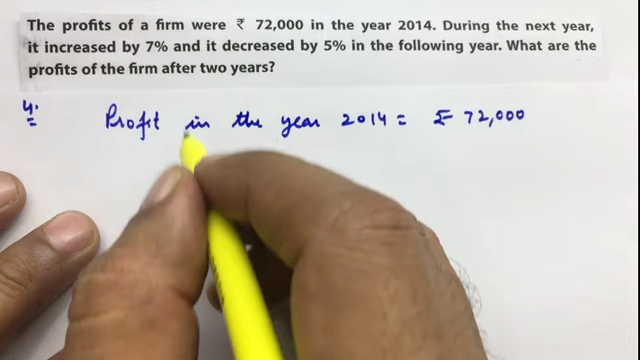 The profits of a firm were ₹ 72,000 in the year 2014. During the next year,
it increased by 7% and it decreased by 5% in the following year. What are the
profits of the firm after two years?
4. Profit in the year 2014 = ₹ 72,000